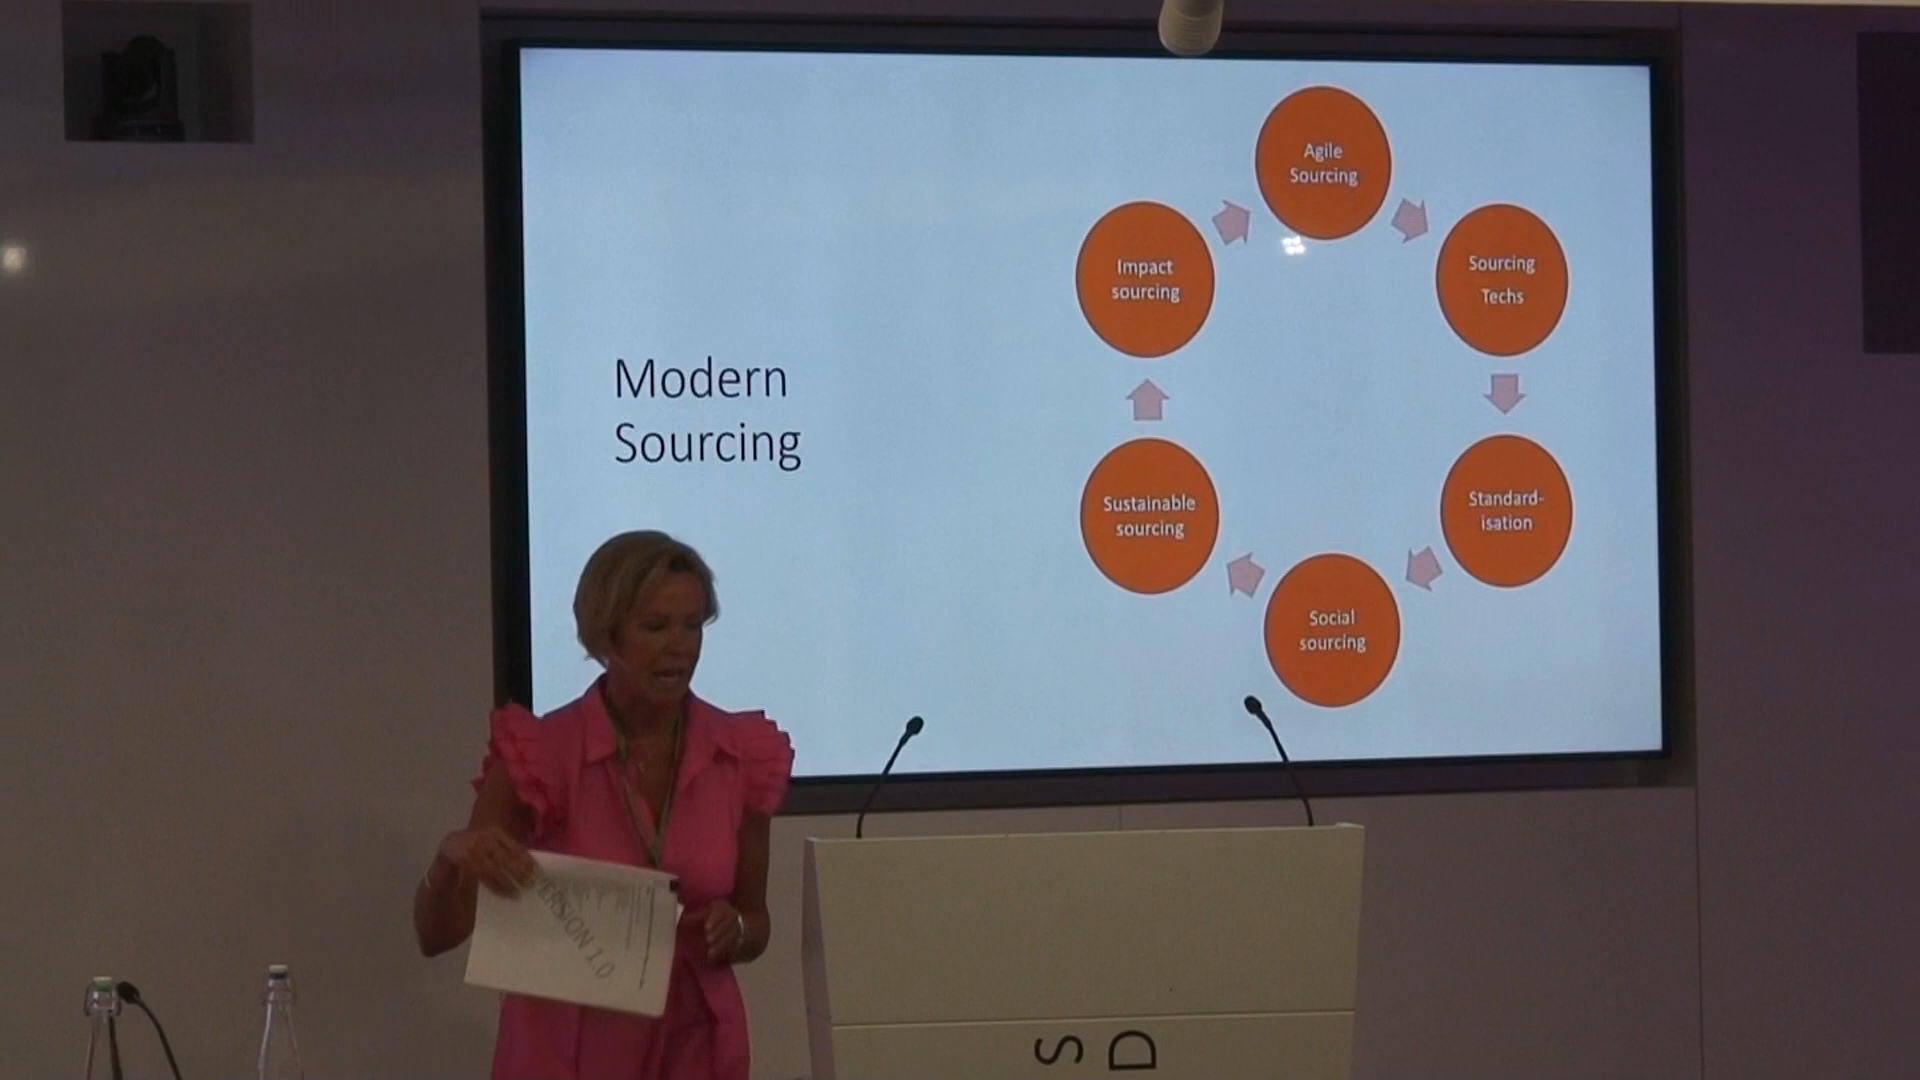 Modern
Sourcing
Agile
Sourcing
Sourcing
Techs
Standard-
isation
Social
sourcing
Sustainable
sourcing
Impact
sourcing
VERSION 1.0
S D